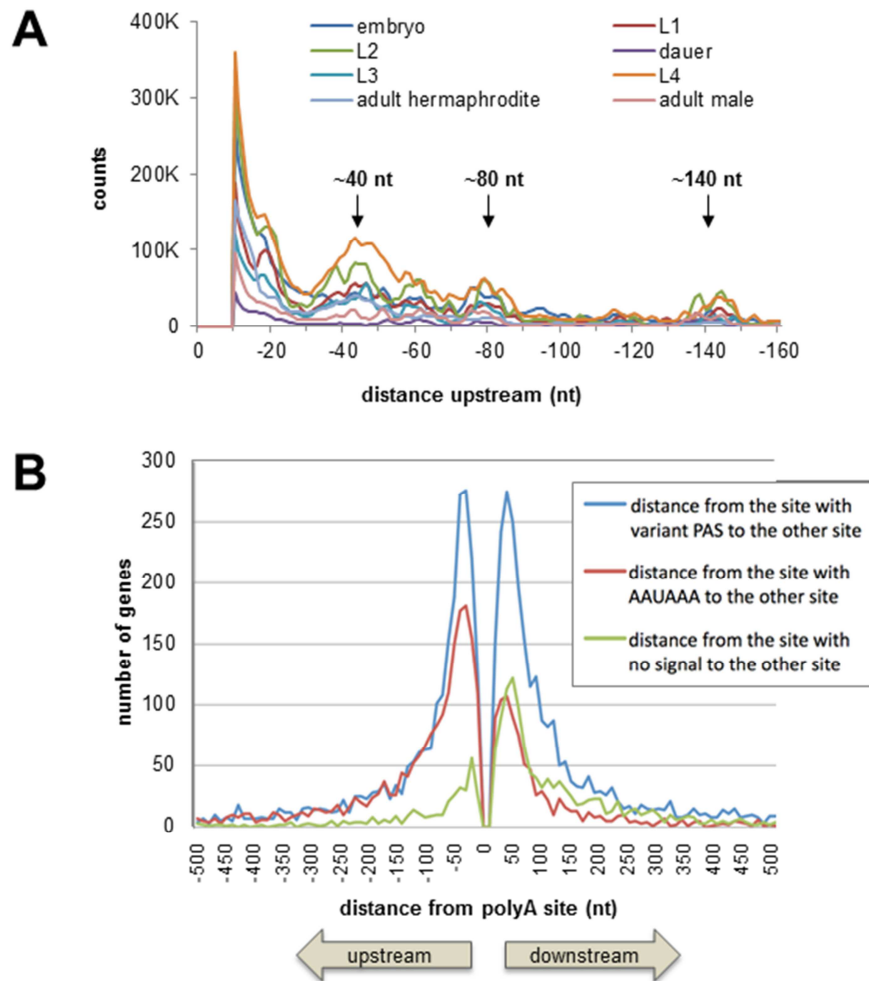 A
400K
300K
200K
100K
0
counts
embryo
L1
L2
dauer
L3
L4
adult hermaphrodite
adult male
~40 nt
~80 nt
~140 nt
0
-20
-40
-60
-80
-100
-120
-140
-160
distance upstream (nt)
B
300
250
200
150
100
50
0
number of genes
distance from the site with
variant PAS to the other site
distance from the site with
AAUAAA to the other site
distance from the site with
no signal to the other site
-500
-450
-400
-350
-300
-250
-200
-150
-100
-50
0
50
100
150
200
250
300
350
400
450
500
distance from polyA site (nt)
upstream
downstream